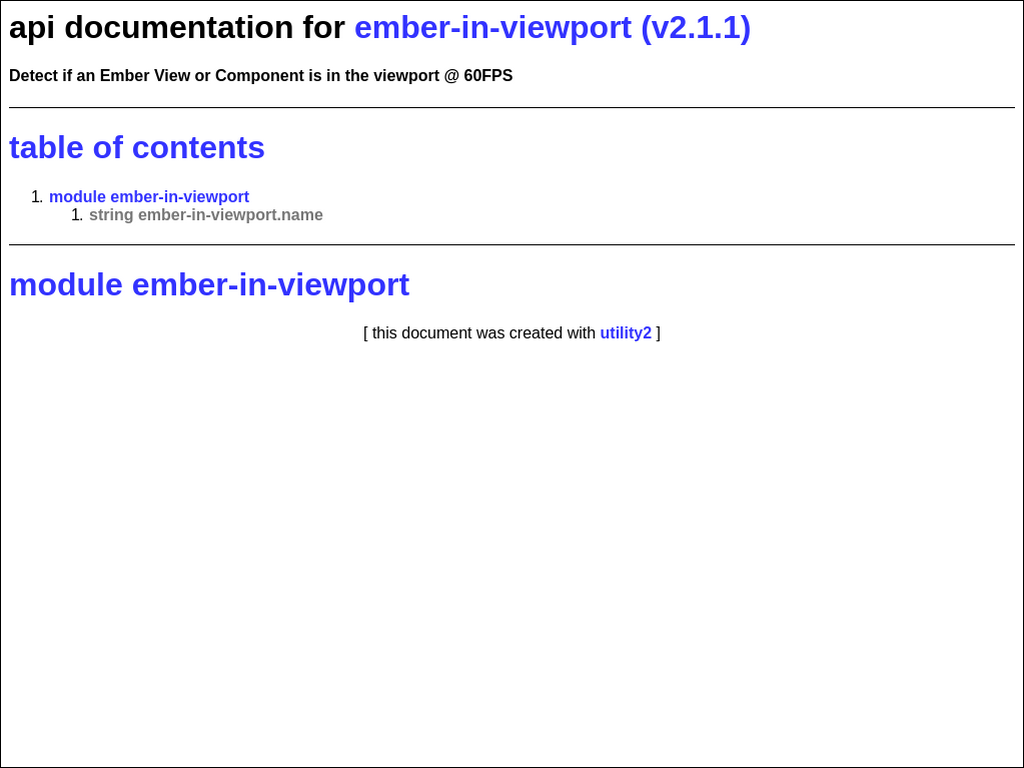 api documentation for ember-in-viewport (v2.1.1)
Detect if an Ember View or Component is in the viewport @ 60FPS
table of contents
1. module ember-in-viewport
1. string ember-in-viewport.name
module ember-in-viewport
[ this document was created with utility2 ]